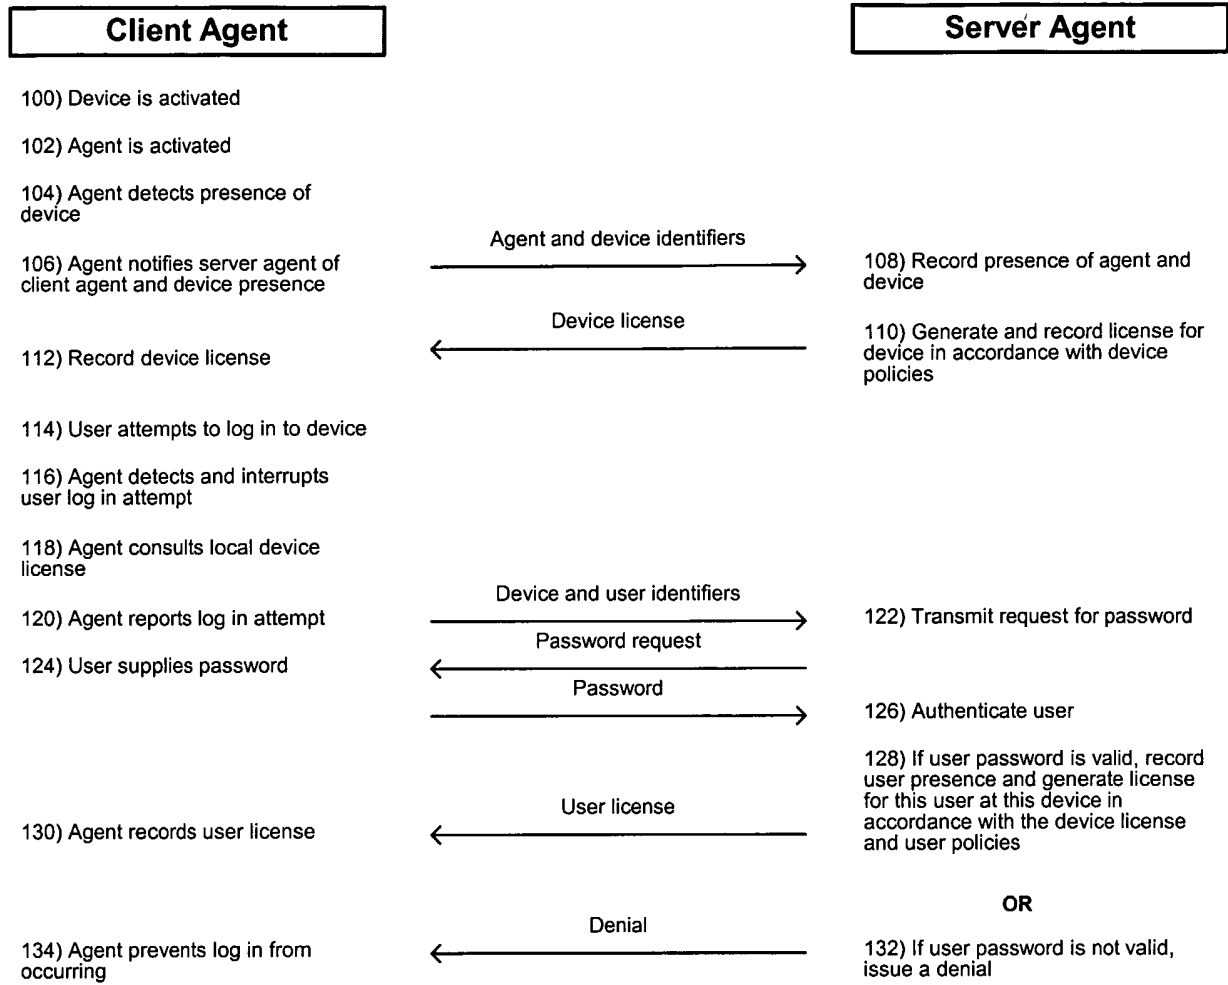 Client Agent
Server Agent
100) Device is activated
102) Agent is activated
104) Agent detects presence of
device
Agent and device identifiers
106) Agent notifies server agent of
client agent and device presence
108) Record presence of agent and
device
Device license
110) Generate and record license for
device in accordance with device
policies
112) Record device license
114) User attempts to log in to device
116) Agent detects and interrupts
user log in attempt
118) Agent consults local device
license
Device and user identifiers
120) Agent reports log in attempt
122) Transmit request for password
Password request
124) User supplies password
Password
126) Authenticate user
128) If user password is valid, record
user presence and generate license
for this user at this device in
accordance with the device license
and user policies
User license
130) Agent records user license
OR
Denial
134) Agent prevents log in from
occurring
132) If user password is not valid,
issue a denial